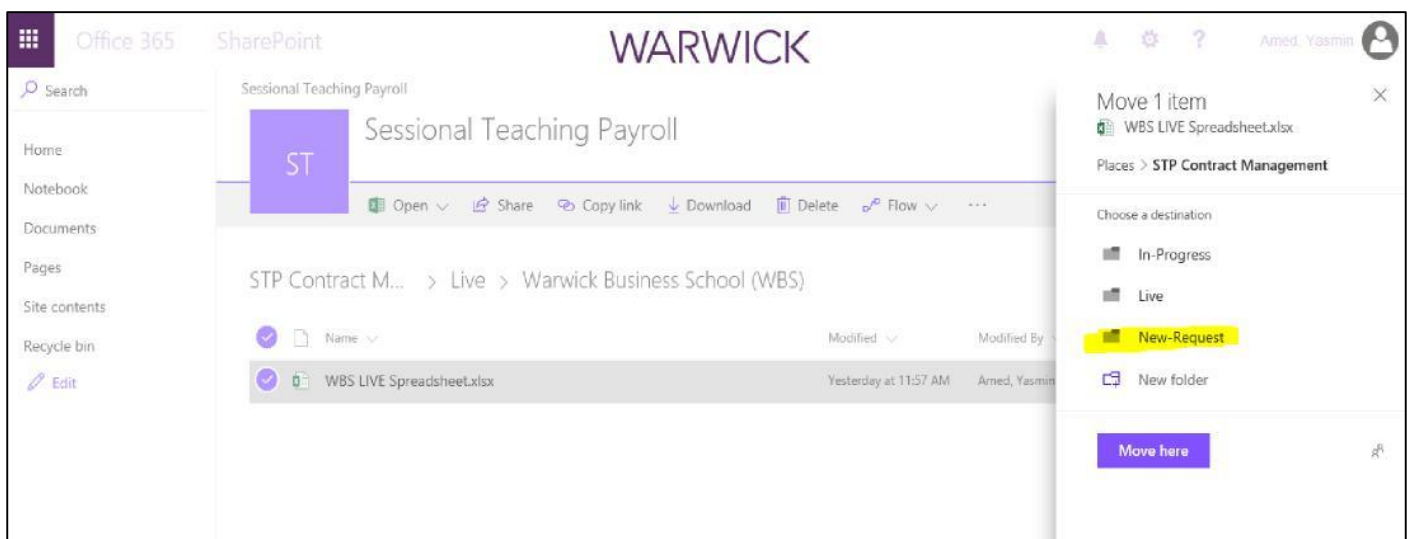 Office 365 SharePoint WARWICK ? Amed, Yasmin
Search
Home
Notebook
Documents
Pages
Site contents
Recycle bin
Edit
Sessional Teaching Payroll
ST
Sessional Teaching Payroll
Open Share Copy link Download Delete Flow ...
STP Contract M... > Live > Warwick Business School (WBS)
Name Modified Modified By
WBS LIVE Spreadsheet.xlsx Yesterday at 11:57 AM Amed, Yasmin
Move 1 item
WBS LIVE Spreadsheet.xlsx
Places > STP Contract Management
Choose a destination
In-Progress
Live
New-Request
New folder
Move here